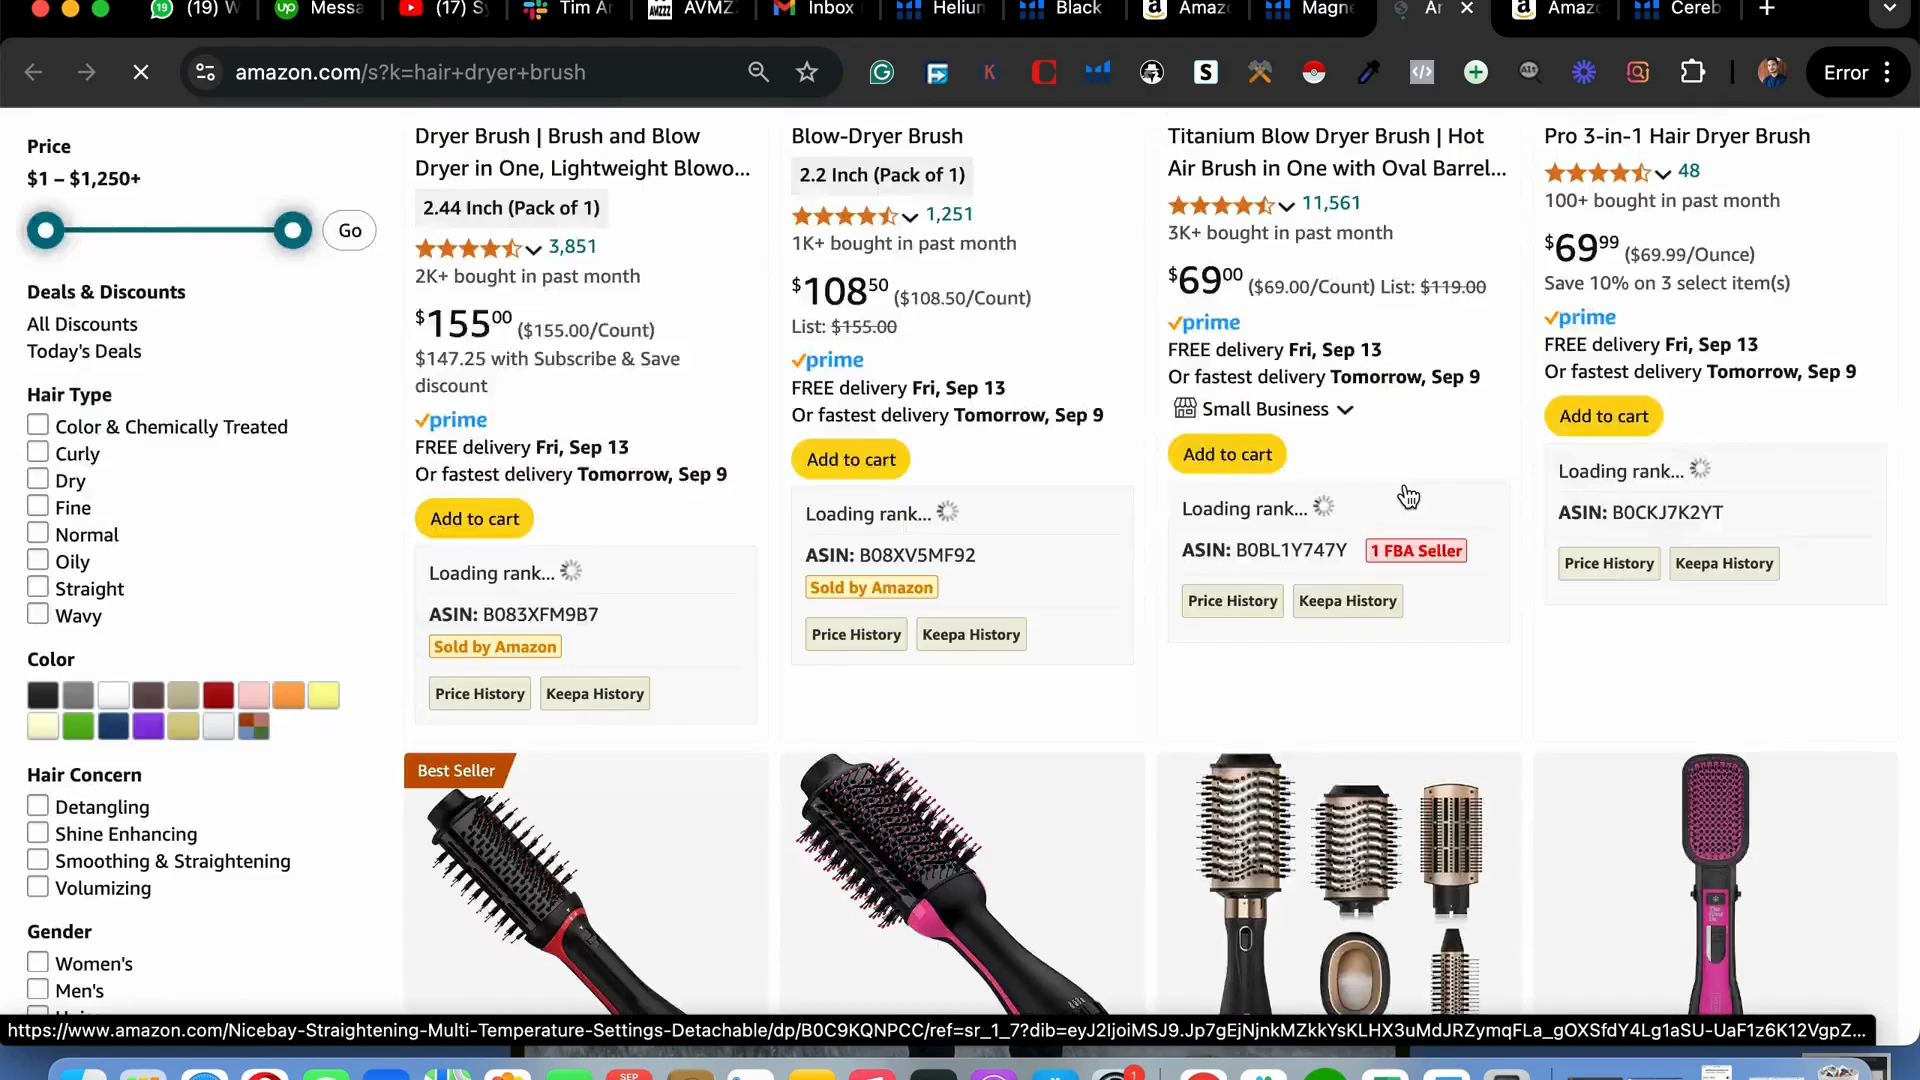 (19) W
Messa
(17) S
Tim Ar
AVMZ
Inbox
Helium
Black
Amazo
Magne
Ar
Amazo
Cereb
amazon.com/s?k=hair+dryer+brush
Error
Price
$1 – $1,250+
Go
Deals & Discounts
All Discounts
Today's Deals
Hair Type
Color & Chemically Treated
Curly
Dry
Fine
Normal
Oily
Straight
Wavy
Color
Hair Concern
Detangling
Shine Enhancing
Smoothing & Straightening
Volumizing
Gender
Women's
Men's
Dryer Brush | Brush and Blow
Dryer in One, Lightweight Blowo...
2.44 Inch (Pack of 1)
3,851
2K+ bought in past month
$155.00 ($155.00/Count)
$147.25 with Subscribe & Save
discount
prime
FREE delivery Fri, Sep 13
Or fastest delivery Tomorrow, Sep 9
Add to cart
Loading rank...
ASIN: B083XFM9B7
Sold by Amazon
Price History Keepa History
Blow-Dryer Brush
2.2 Inch (Pack of 1)
1,251
1K+ bought in past month
$108.50 ($108.50/Count)
List: $155.00
prime
FREE delivery Fri, Sep 13
Or fastest delivery Tomorrow, Sep 9
Add to cart
Loading rank...
ASIN: B08XV5MF92
Sold by Amazon
Price History Keepa History
Titanium Blow Dryer Brush | Hot
Air Brush in One with Oval Barrel...
11,561
3K+ bought in past month
$69.00 ($69.00/Count) List: $119.00
prime
FREE delivery Fri, Sep 13
Or fastest delivery Tomorrow, Sep 9
Small Business
Add to cart
Loading rank...
ASIN: B0BL1Y747Y 1 FBA Seller
Price History Keepa History
Pro 3-in-1 Hair Dryer Brush
48
100+ bought in past month
$69.99 ($69.99/Ounce)
Save 10% on 3 select item(s)
prime
FREE delivery Fri, Sep 13
Or fastest delivery Tomorrow, Sep 9
Add to cart
Loading rank...
ASIN: B0CKJ7K2YT
Price History Keepa History
Best Seller
https://www.amazon.com/Nicebay-Straightening-Multi-Temperature-Settings-Detachable/dp/B0C9KQNPCC/ref=sr_1_7?dib=eyJ2IjoiMSJ9.Jp7gEjNjnkMZkkYsKLHX3uMdJRZymqFLa_gOXSfdY4Lg1aSU-UaF1z6K12VgpZ...
SEP